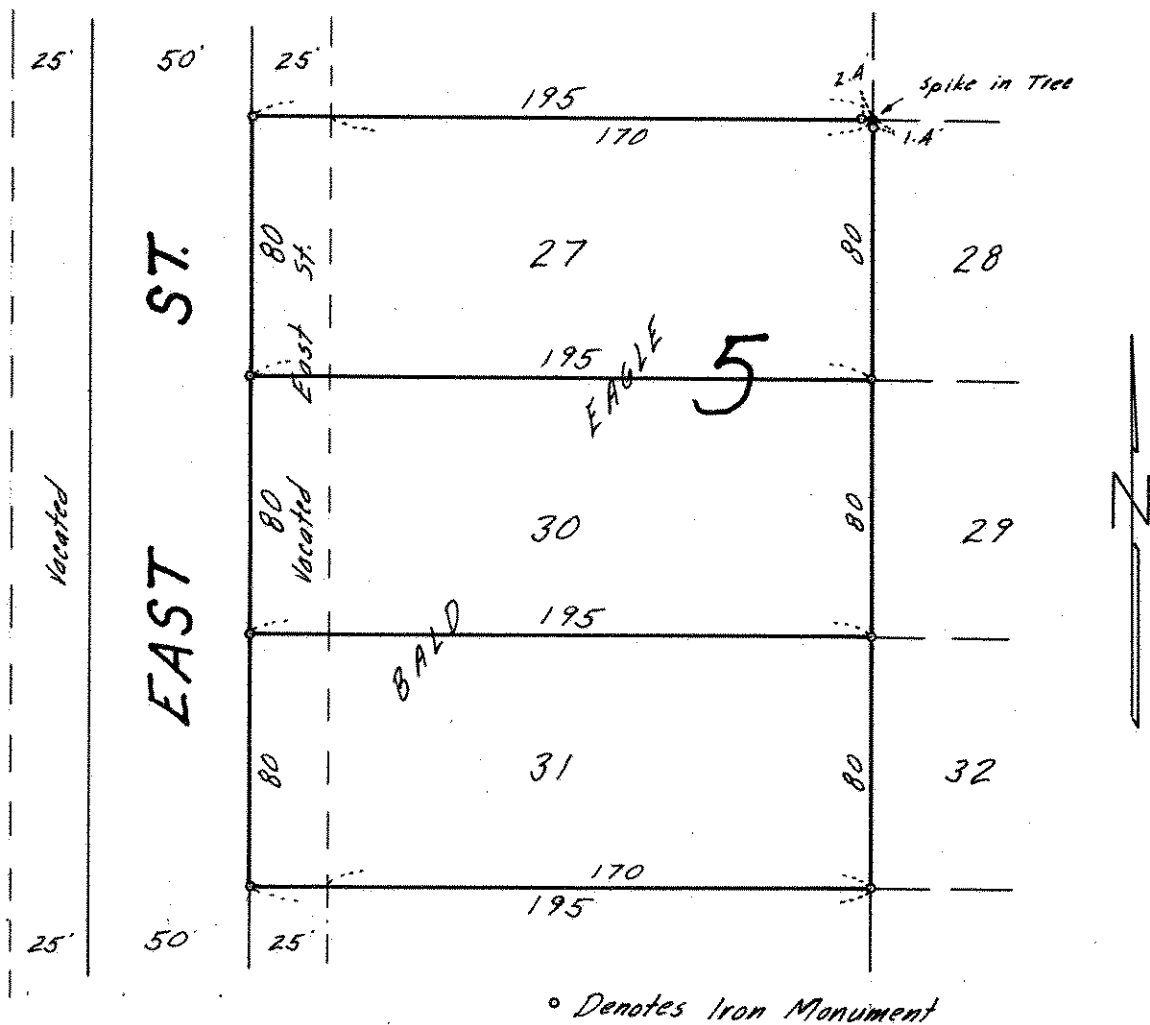 25' 50' 25'
2.A'
Spike in Tree
195
170
1.A'
80
St.
27
80
28
ST.
East
195
EAGLE
5
80
Vacated
30
80
29
N
Vacated
EAST
195
BALD
80
31
80
32
170
195
25' 50' 25'
Denotes Iron Monument